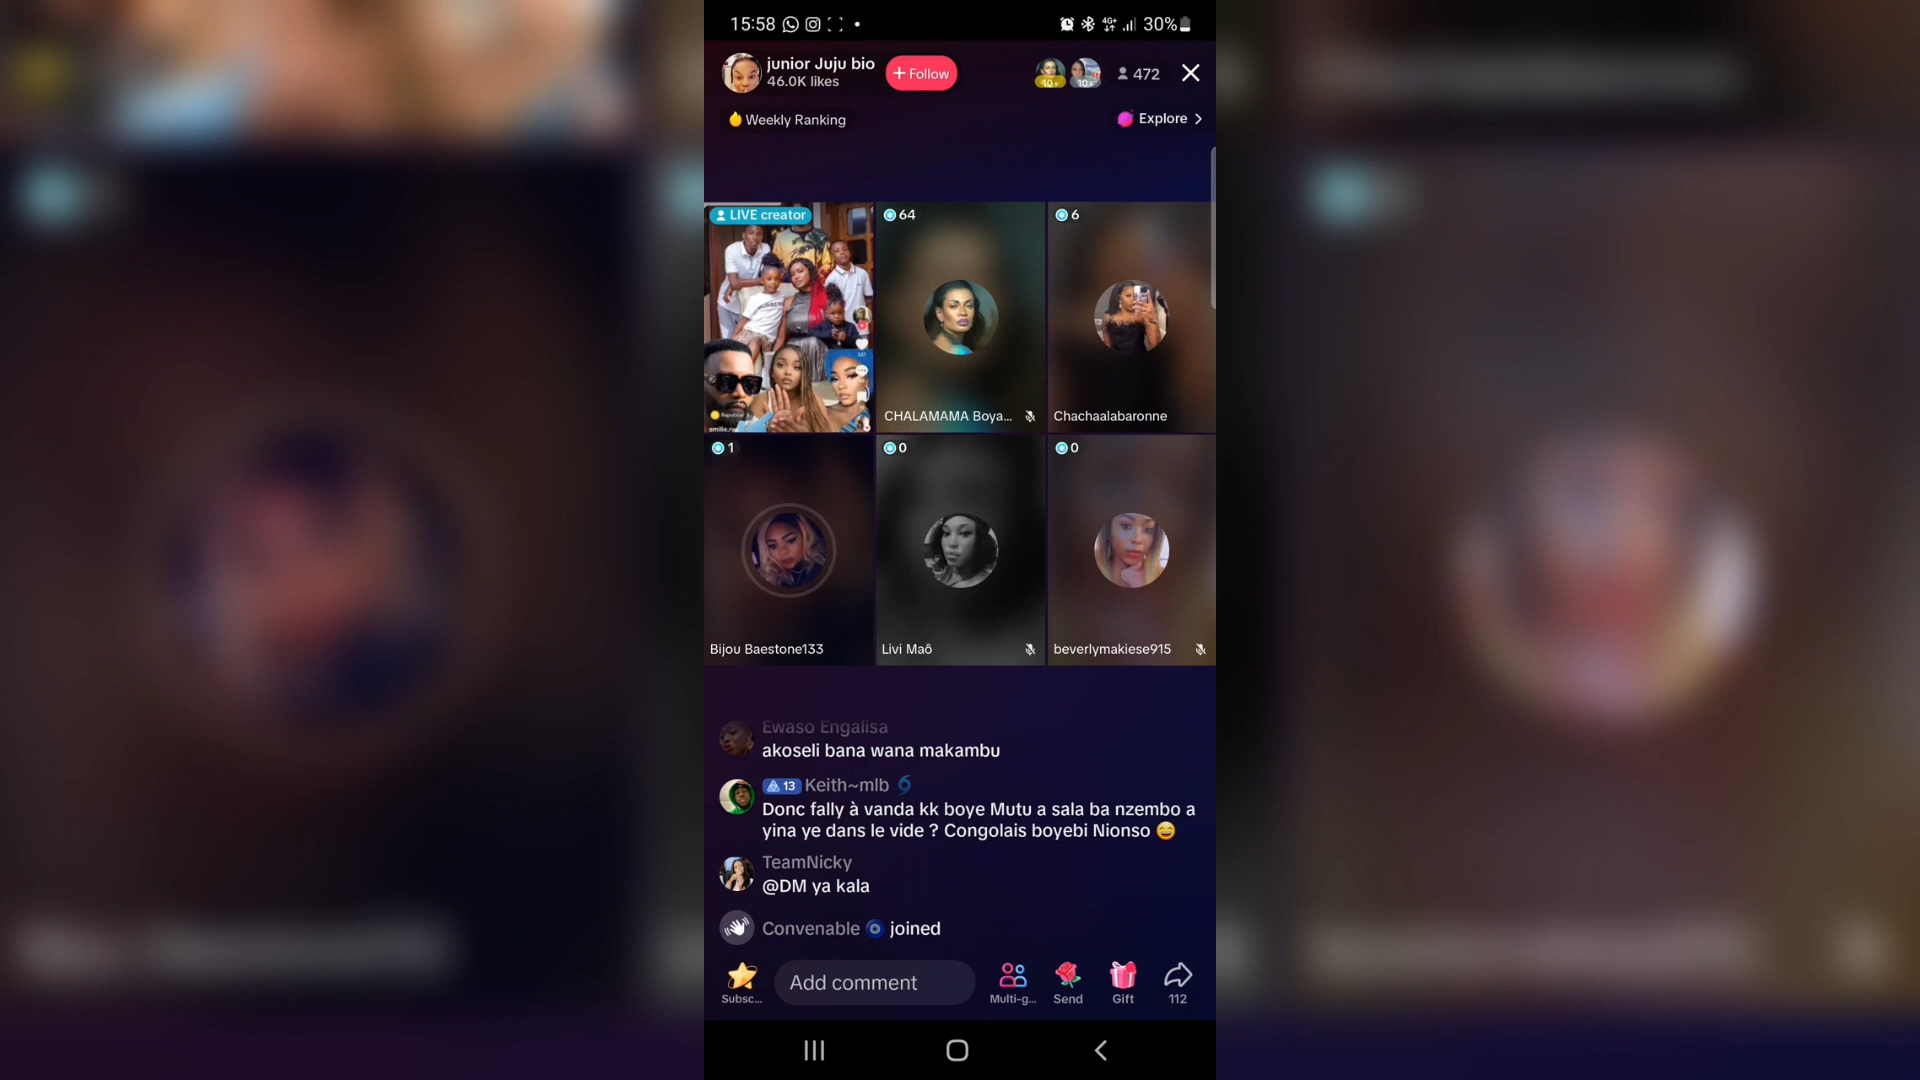 15:58
4G+
30%
junior Juju bio
46.0K likes
+ Follow
10+
10+
472
Weekly Ranking
Explore
LIVE creator
64
6
CHALAMAMA Boya...
Chachaalabaronne
1
0
0
Bijou Baestone133
Livi Maô
beverlymakiese915
Ewaso Engalisa
akoseli bana wana makambu
13 Keith~mlb
Donc fally à vanda kk boye Mutu a sala ba nzembo a
yina ye dans le vide ? Congolais boyebi Nionso 😄
TeamNicky
@DM ya kala
Convenable 🧿 joined
Add comment
Subsc...
Multi-g...
Send
Gift
112